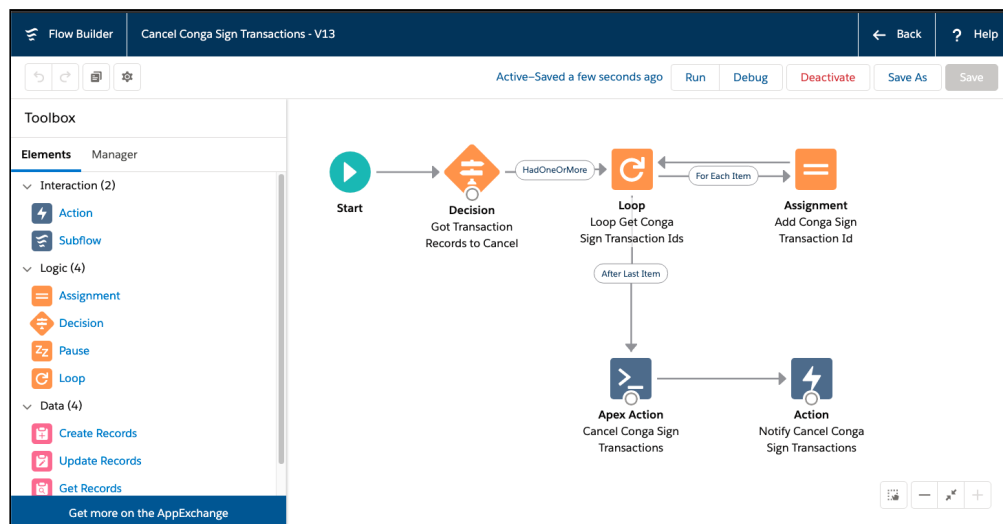 Flow Builder
Cancel Conga Sign Transactions - V13
Back
? Help
Active—Saved a few seconds ago
Run
Debug
Deactivate
Save As
Save
Toolbox
Elements
Manager
Interaction (2)
Action
Subflow
Logic (4)
Assignment
Decision
Pause
Loop
Data (4)
Create Records
Update Records
Get Records
Get more on the AppExchange
Start
Decision
Got Transaction
Records to Cancel
HadOneOrMore
Loop
Loop Get Conga
Sign Transaction Ids
For Each Item
Assignment
Add Conga Sign
Transaction Id
After Last Item
Apex Action
Cancel Conga Sign
Transactions
Action
Notify Cancel Conga
Sign Transactions